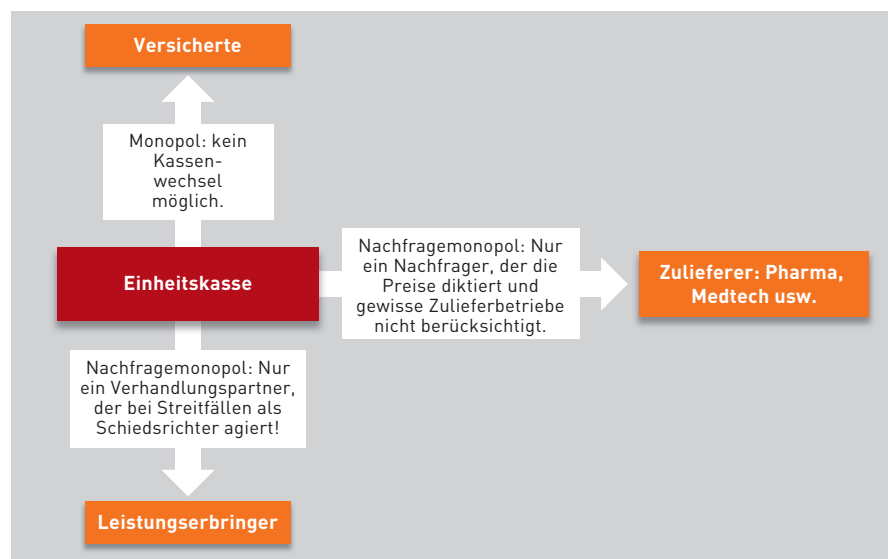 Versicherte
Monopol: kein
Kassen-
wechsel
möglich.
Einheitskasse
Nachfragemonopol: Nur
ein Nachfrager, der die
Preise diktiert und
gewisse Zulieferbetriebe
nicht berücksichtigt.
Zulieferer: Pharma,
Medtech usw.
Nachfragemonopol: Nur
ein Verhandlungspartner,
der bei Streitfällen als
Schiedsrichter agiert!
Leistungserbringer